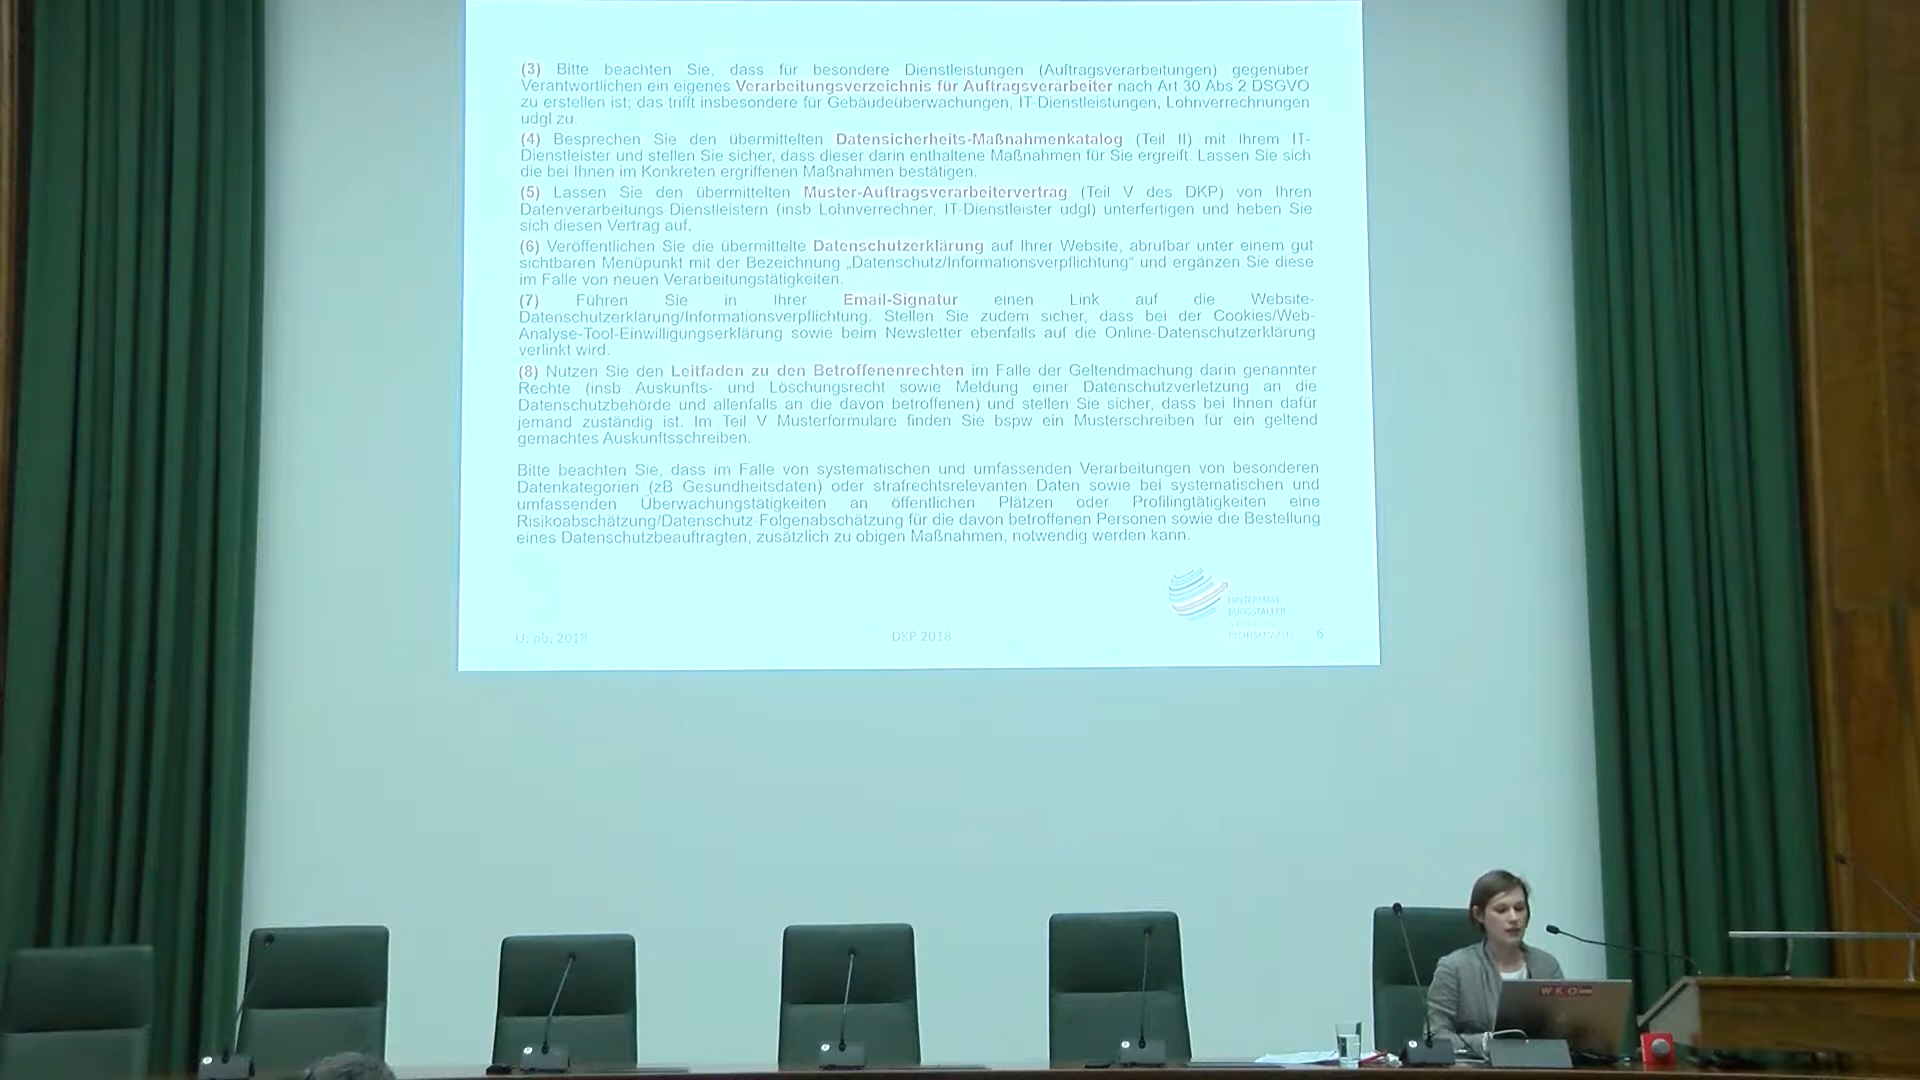 (3) Bitte beachten Sie, dass für besondere Dienstleistungen (Auftragsverarbeitungen) gegenüber
Verantwortlichen ein eigenes Verarbeitungsverzeichnis für Auftragsverarbeiter nach Art 30 Abs 2 DSGVO
zu erstellen ist; das trifft insbesondere für Gebäudeüberwachungen, IT-Dienstleistungen, Lohnverrechnungen
udgl zu.
(4) Besprechen Sie den übermittelten Datensicherheits-Maßnahmenkatalog (Teil II) mit Ihrem IT-
Dienstleister und stellen Sie sicher, dass dieser darin enthaltene Maßnahmen für Sie ergreift. Lassen Sie sich
die bei Ihnen im Konkreten ergriffenen Maßnahmen bestätigen.
(5) Lassen Sie den übermittelten Muster-Auftragsverarbeitervertrag (Teil V des DKP) von Ihren
Datenverarbeitungs-Dienstleistern (insb Lohnverrechner, IT-Dienstleister udgl) unterfertigen und heben Sie
sich diesen Vertrag auf.
(6) Veröffentlichen Sie die übermittelte Datenschutzerklärung auf Ihrer Website, abrufbar unter einem gut
sichtbaren Menüpunkt mit der Bezeichnung „Datenschutz/Informationsverpflichtung“ und ergänzen Sie diese
im Falle von neuen Verarbeitungstätigkeiten.
(7) Führen Sie in Ihrer Email-Signatur einen Link auf die Website-
Datenschutzerklärung/Informationsverpflichtung. Stellen Sie zudem sicher, dass bei der Cookies/Web-
Analyse-Tool-Einwilligungserklärung sowie beim Newsletter ebenfalls auf die Online-Datenschutzerklärung
verlinkt wird.
(8) Nutzen Sie den Leitfaden zu den Betroffenenrechten im Falle der Geltendmachung darin genannter
Rechte (insb Auskunfts- und Löschungsrecht sowie Meldung einer Datenschutzverletzung an die
Datenschutzbehörde und allenfalls an die davon betroffenen) und stellen Sie sicher, dass bei Ihnen dafür
jemand zuständig ist. Im Teil V Musterformulare finden Sie bspw ein Musterschreiben für ein geltend
gemachtes Auskunftsschreiben.
Bitte beachten Sie, dass im Falle von systematischen und umfassenden Verarbeitungen von besonderen
Datenkategorien (zB Gesundheitsdaten) oder strafrechtsrelevanten Daten sowie bei systematischen und
umfassenden Überwachungstätigkeiten an öffentlichen Plätzen oder Profilingtätigkeiten eine
Risikoabschätzung/Datenschutz-Folgenabschätzung für die davon betroffenen Personen sowie die Bestellung
eines Datenschutzbeauftragten, zusätzlich zu obigen Maßnahmen, notwendig werden kann.
HINTERMAYR
BURGSTALLER
& PARTNER
RECHTSANWÄLTE
Ü: pb, 2018 DKP 2018 6
WKO